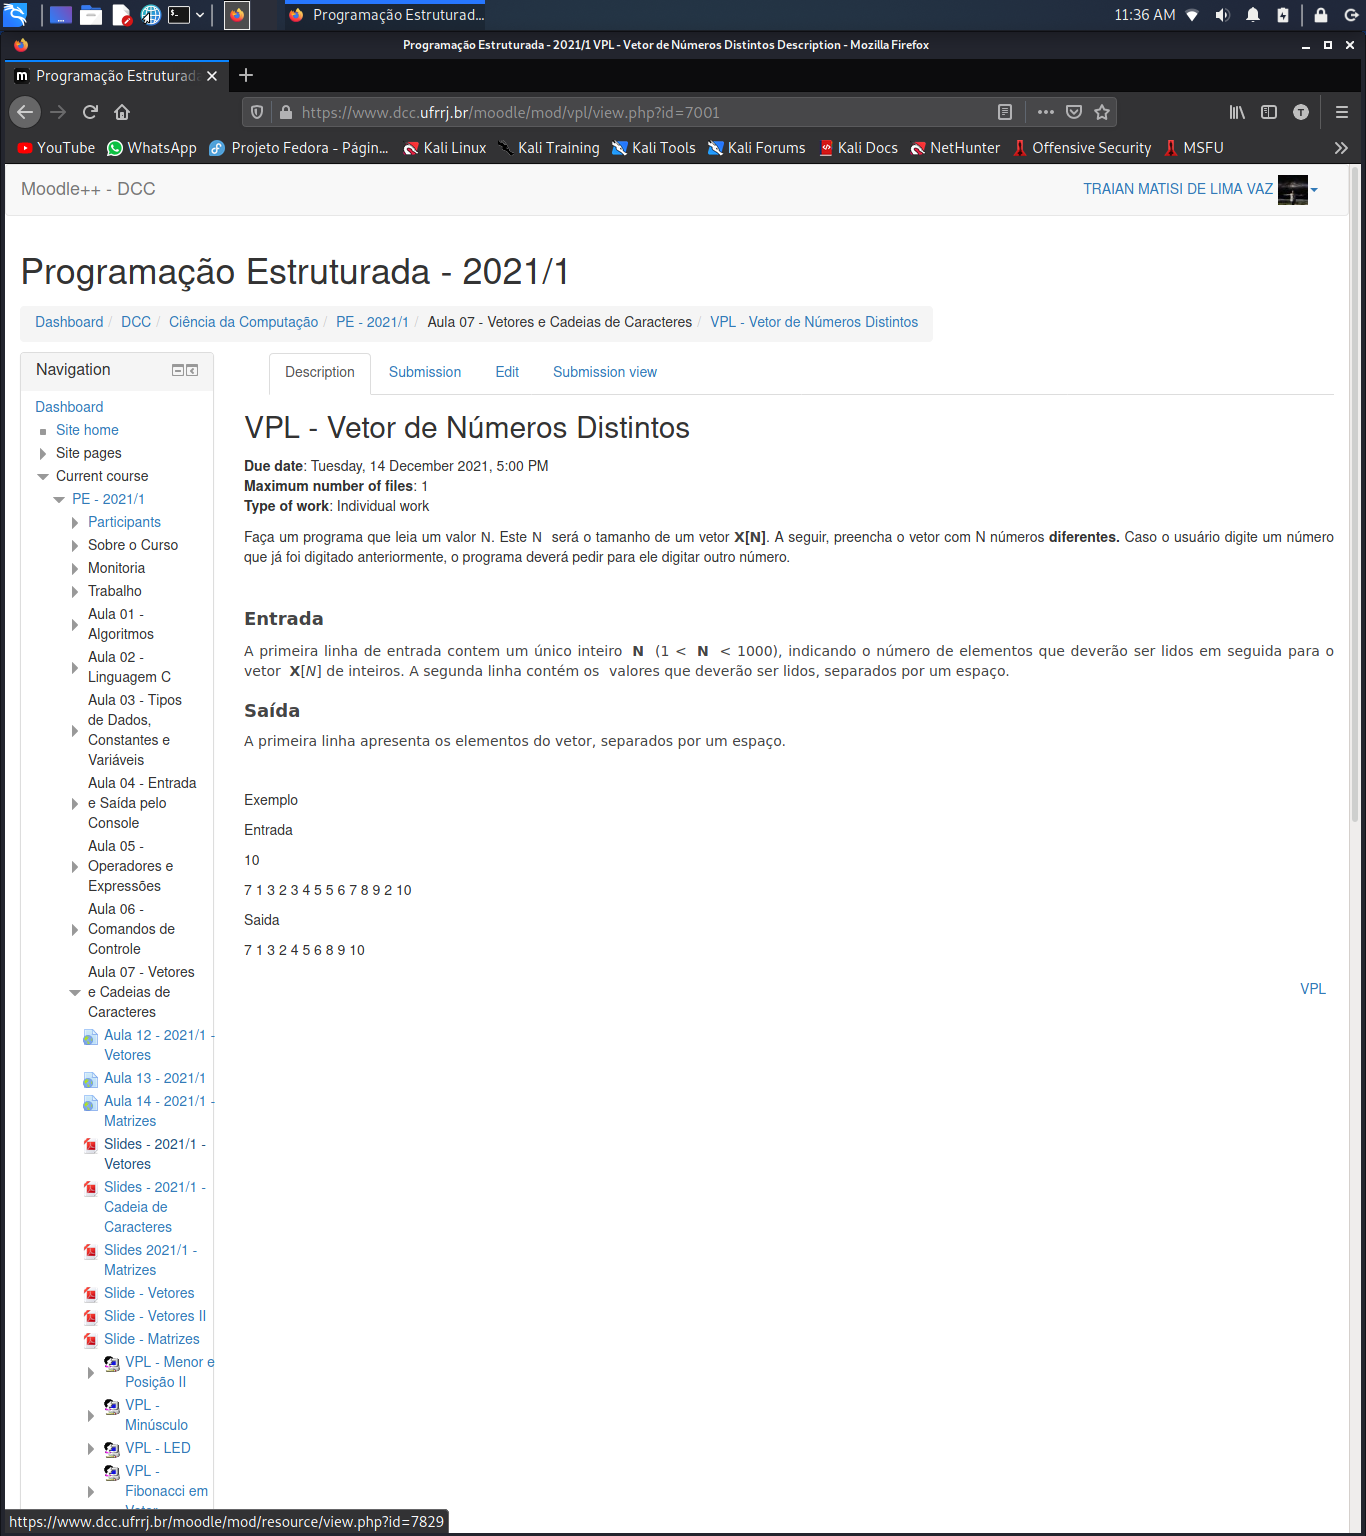 Programação Estruturad...
11:36 AM
Programação Estruturada - 2021/1 VPL - Vetor de Números Distintos Description - Mozilla Firefox
Programação Estruturad
https://www.dcc.ufrrj.br/moodle/mod/vpl/view.php?id=7001
YouTube WhatsApp Projeto Fedora - Págin... Kali Linux Kali Training Kali Tools Kali Forums Kali Docs NetHunter Offensive Security MSFU
Moodle++ - DCC
TRAIAN MATISI DE LIMA VAZ
Programação Estruturada - 2021/1
Dashboard / DCC / Ciência da Computação / PE - 2021/1 / Aula 07 - Vetores e Cadeias de Caracteres / VPL - Vetor de Números Distintos
Navigation
Dashboard
Site home
Site pages
Current course
PE - 2021/1
Participants
Sobre o Curso
Monitoria
Trabalho
Aula 01 -
Algoritmos
Aula 02 -
Linguagem C
Aula 03 - Tipos
de Dados,
Constantes e
Variáveis
Aula 04 - Entrada
e Saída pelo
Console
Aula 05 -
Operadores e
Expressões
Aula 06 -
Comandos de
Controle
Aula 07 - Vetores
e Cadeias de
Caracteres
Aula 12 - 2021/1 -
Vetores
Aula 13 - 2021/1
Aula 14 - 2021/1 -
Matrizes
Slides - 2021/1 -
Vetores
Slides - 2021/1 -
Cadeia de
Caracteres
Slides 2021/1 -
Matrizes
Slide - Vetores
Slide - Vetores II
Slide - Matrizes
VPL - Menor e
Posição II
VPL -
Minúsculo
VPL - LED
VPL -
Fibonacci em
Description Submission Edit Submission view
VPL - Vetor de Números Distintos
Due date: Tuesday, 14 December 2021, 5:00 PM
Maximum number of files: 1
Type of work: Individual work
Faça um programa que leia um valor N. Este N será o tamanho de um vetor X[N]. A seguir, preencha o vetor com N números diferentes. Caso o usuário digite um número
que já foi digitado anteriormente, o programa deverá pedir para ele digitar outro número.
Entrada
A primeira linha de entrada contem um único inteiro N (1 < N < 1000), indicando o número de elementos que deverão ser lidos em seguida para o
vetor X[N] de inteiros. A segunda linha contém os valores que deverão ser lidos, separados por um espaço.
Saída
A primeira linha apresenta os elementos do vetor, separados por um espaço.
Exemplo
Entrada
10
7 1 3 2 3 4 5 5 6 7 8 9 2 10
Saida
7 1 3 2 4 5 6 8 9 10
VPL
https://www.dcc.ufrrj.br/moodle/mod/resource/view.php?id=7829